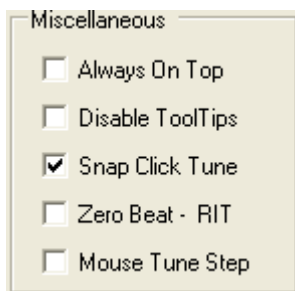 Miscellaneous
Always On Top
Disable ToolTips
Snap Click Tune
Zero Beat - RIT
Mouse Tune Step